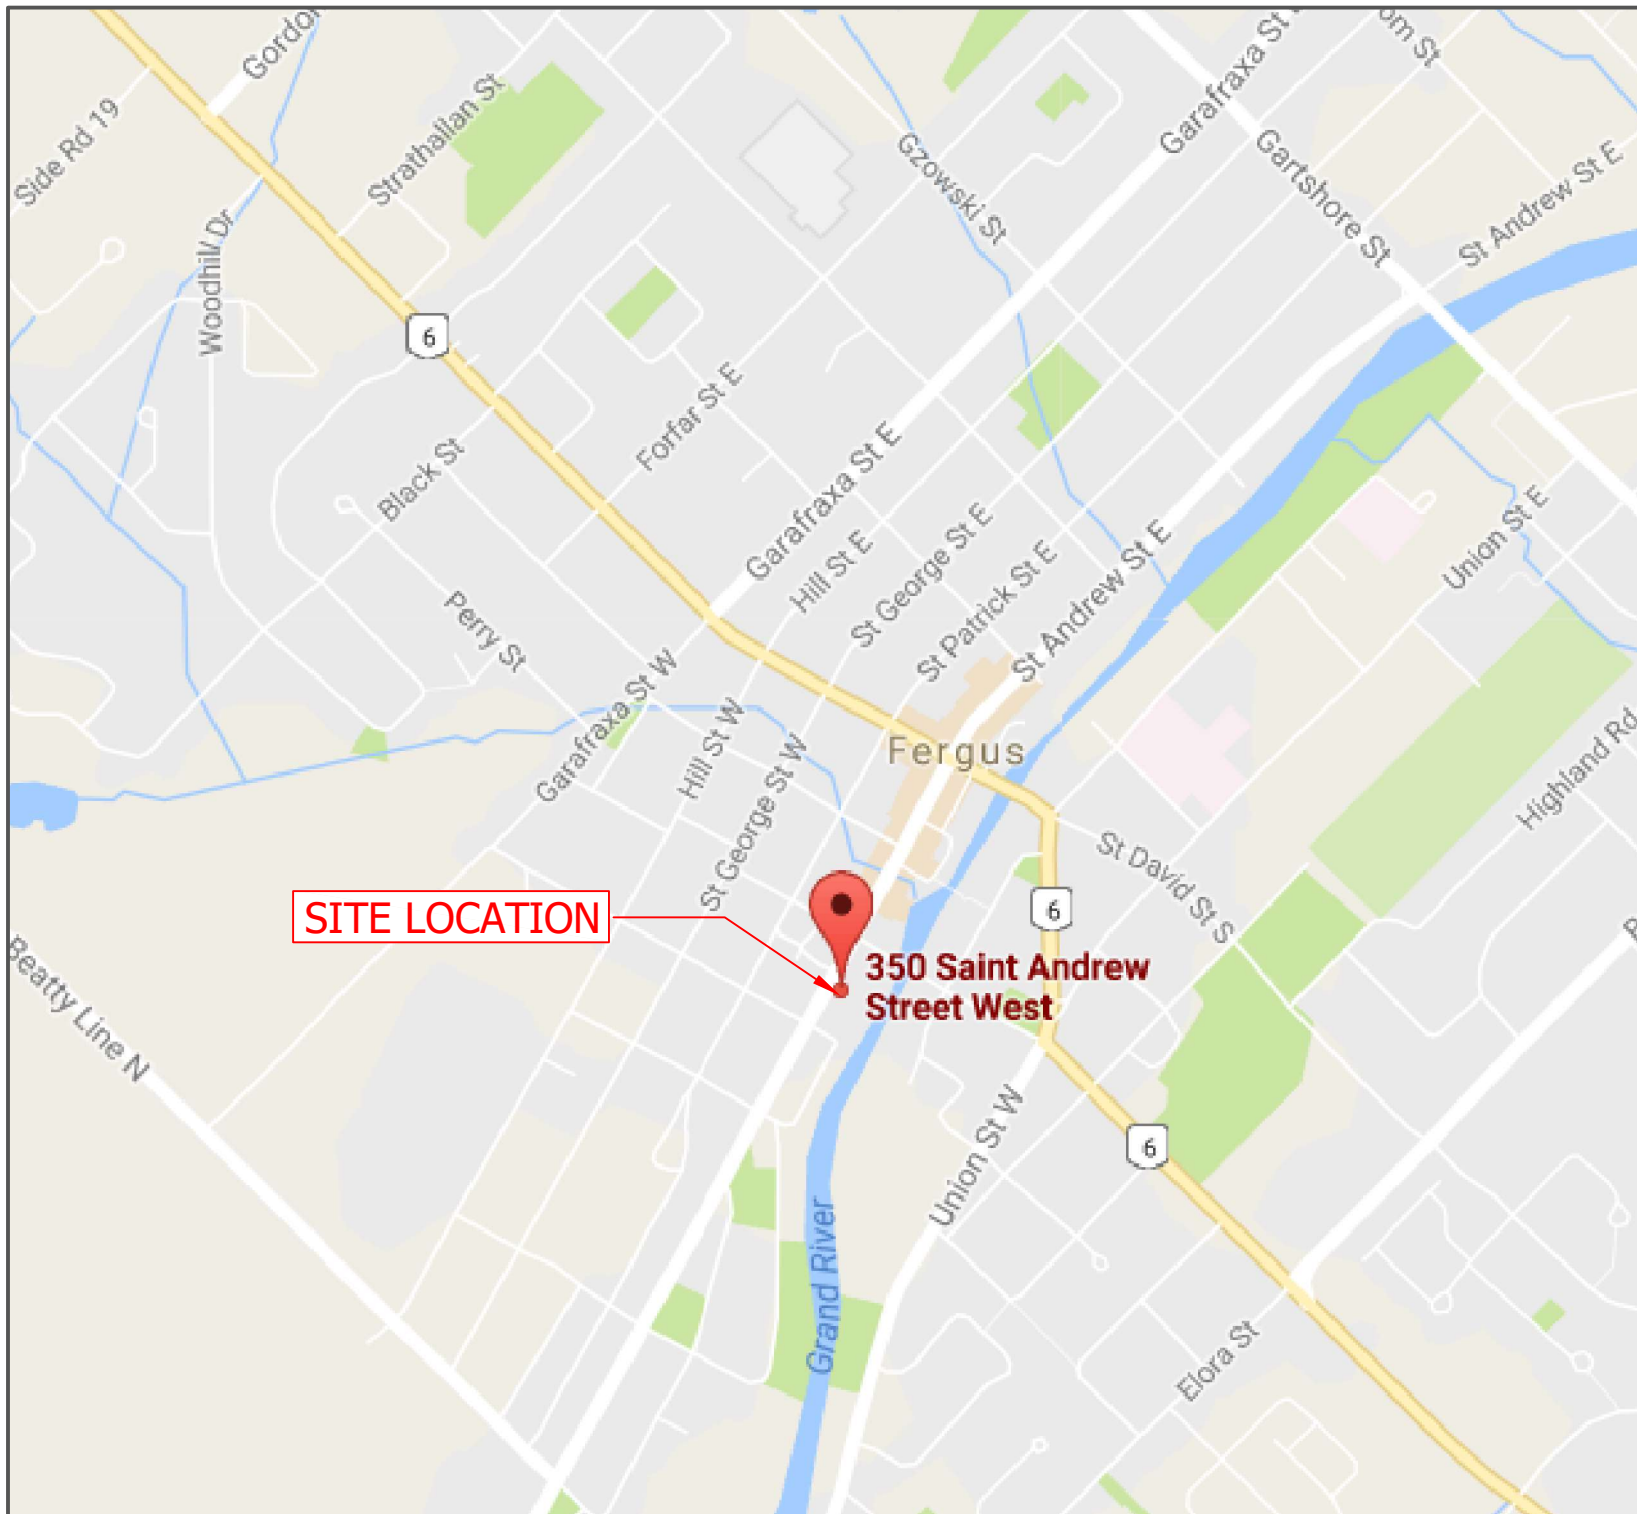 Gordon
Garafraxa St
om St
Side Rd 19
Strathallan St
Gzowski St
Gartshore St
St Andrew St E
Woodhill Dr
6
Forfar St E
Black St
Garafraxa St E
Hill St E
St George St E
St Patrick St E
St Andrew St E
Union St E
Perry St
Garafraxa St W
Hill St W
St George St W
Fergus
Highland Rd
St David St S
6
SITE LOCATION
350 Saint Andrew
Street West
Beatty Line N
Union St W
6
Grand River
Elora St